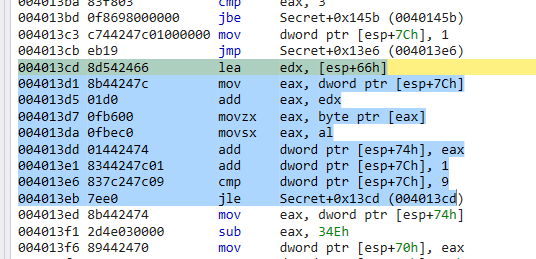 004013ba 83f803 cmp eax, 3
004013bd 0f8698000000 jbe Secret+0x145b (0040145b)
004013c3 c744247c01000000 mov dword ptr [esp+7Ch], 1
004013cb eb19 jmp Secret+0x13e6 (004013e6)
004013cd 8d542466 lea edx, [esp+66h]
004013d1 8b44247c mov eax, dword ptr [esp+7Ch]
004013d5 01d0 add eax, edx
004013d7 0fb600 movzx eax, byte ptr [eax]
004013da 0fbec0 movsx eax, al
004013dd 01442474 add dword ptr [esp+74h], eax
004013e1 8344247c01 add dword ptr [esp+7Ch], 1
004013e6 837c247c09 cmp dword ptr [esp+7Ch], 9
004013eb 7ee0 jle Secret+0x13cd (004013cd)
004013ed 8b442474 mov eax, dword ptr [esp+74h]
004013f1 2d4e030000 sub eax, 34Eh
004013f6 89442470 mov dword ptr [esp+70h], eax